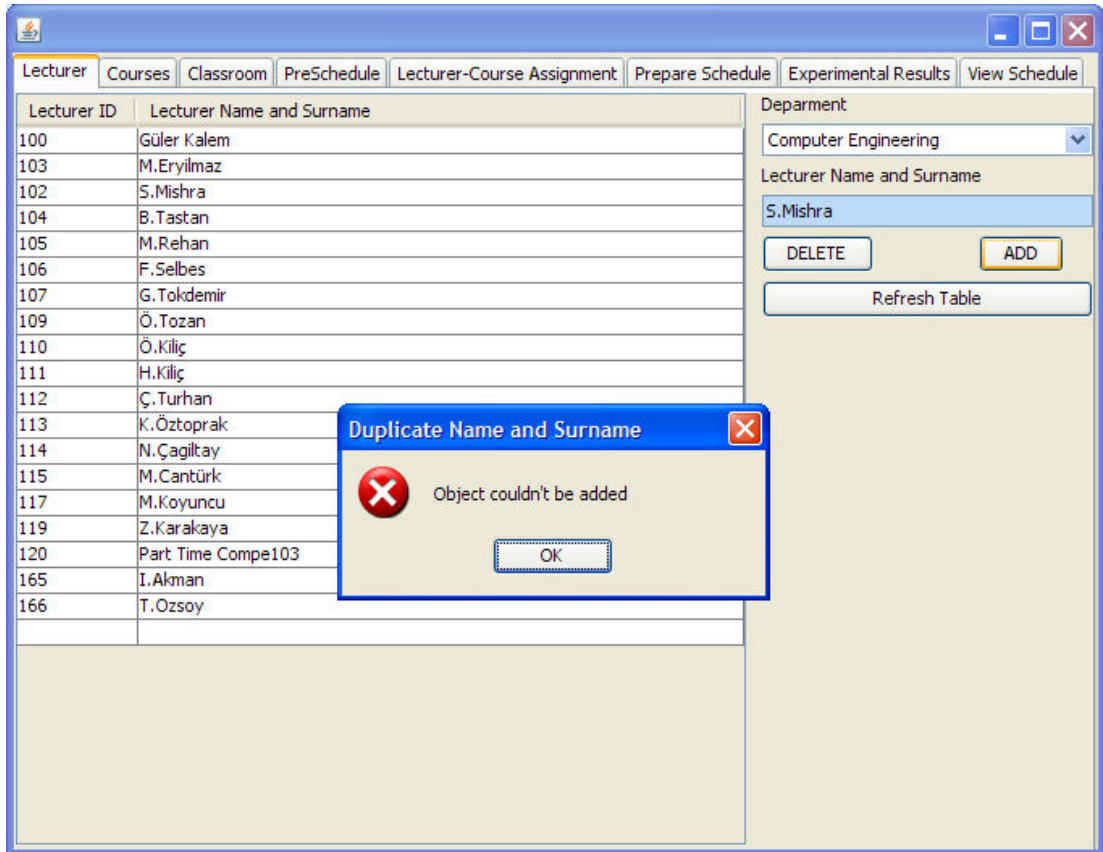 Lecturer Courses Classroom PreSchedule Lecturer-Course Assignment Prepare Schedule Experimental Results View Schedule
Lecturer ID Lecturer Name and Surname
100 Güler Kalem
103 M.Eryilmaz
102 S.Mishra
104 B.Tastan
105 M.Rehan
106 F.Selbes
107 G.Tokdemir
109 Ö.Tozan
110 Ö.Kiliç
111 H.Kiliç
112 Ç.Turhan
113 K.Öztoprak
114 N.Çagiltay
115 M.Cantürk
117 M.Koyuncu
119 Z.Karakaya
120 Part Time Compe103
165 I.Akman
166 T.Ozsoy
Deparment
Computer Engineering
Lecturer Name and Surname
S.Mishra
DELETE ADD
Refresh Table
Duplicate Name and Surname
Object couldn't be added
OK